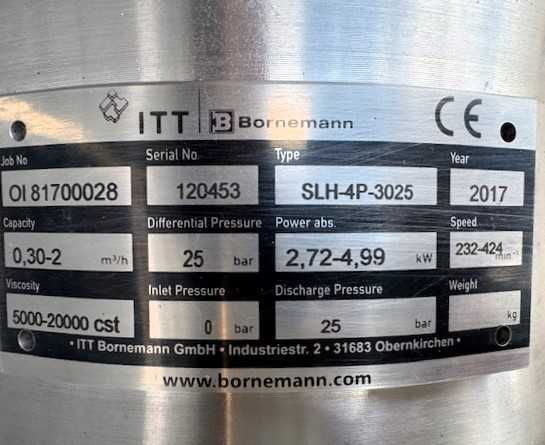 ITT B Bornemann CE
Job No Serial No. Type Year
OI 81700028 120453 SLH-4P-3025 2017
Capacity Differential Pressure Power abs. Speed
0,30-2 m³/h 25 bar 2,72-4,99 kW 232-424 min⁻¹
Viscosity Inlet Pressure Discharge Pressure Weight
5000-20000 cst 0 bar 25 bar kg
· ITT Bornemann GmbH · Industriestr. 2 · 31683 Obernkirchen ·
www.bornemann.com